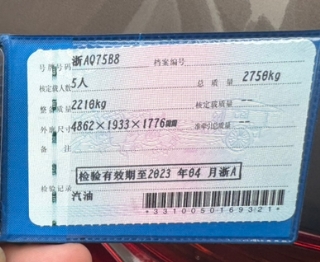 号牌号码 浙AQ75B8 档案编号
核定载人数 5人 总质量 2750kg
整备质量 2210kg 核定载质量 --
外廓尺寸 4862×1933×1776mm 准牵引总质量 --
备注
检验有效期至2023年04月浙A
检验记录
汽油
*3310050169321*